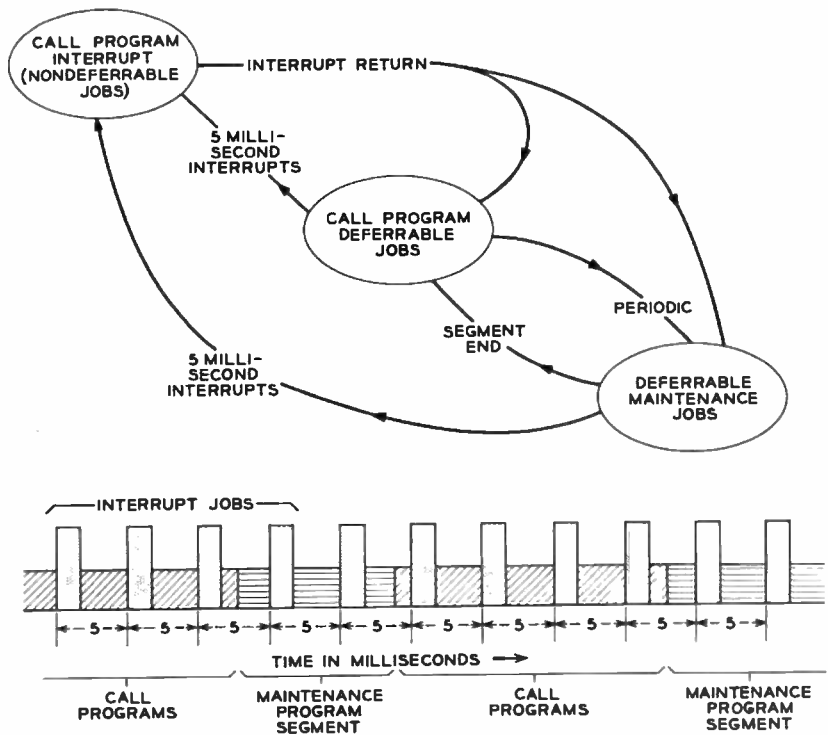 CALL PROGRAM
INTERRUPT
(NONDEFERRABLE
JOBS)
INTERRUPT RETURN
5 MILLI-
SECOND
INTERRUPTS
CALL PROGRAM
DEFERRABLE
JOBS
PERIODIC
SEGMENT
END
5 MILLI-
SECOND
INTERRUPTS
DEFERRABLE
MAINTENANCE
JOBS
INTERRUPT JOBS
5 5 5 5 5 5 5 5 5 5
TIME IN MILLISECONDS
CALL
PROGRAMS
MAINTENANCE
PROGRAM
SEGMENT
CALL
PROGRAMS
MAINTENANCE
PROGRAM
SEGMENT